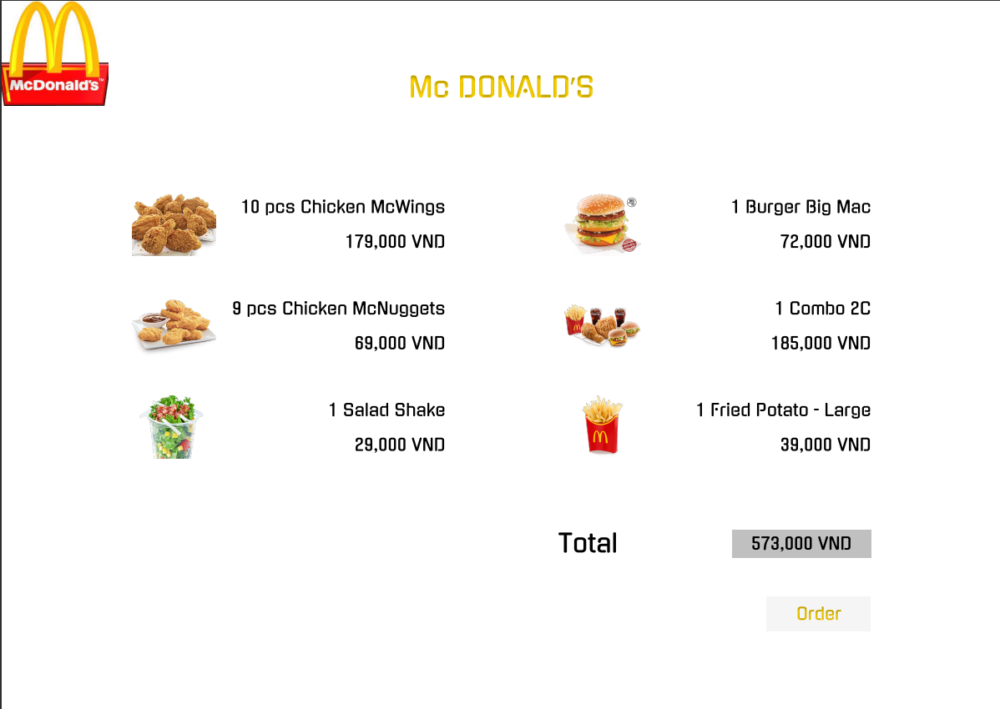 McDonald's™
Mc DONALD'S
10 pcs Chicken McWings
179,000 VND
1 Burger Big Mac
72,000 VND
9 pcs Chicken McNuggets
69,000 VND
1 Combo 2C
185,000 VND
1 Salad Shake
29,000 VND
1 Fried Potato - Large
39,000 VND
Total
573,000 VND
Order